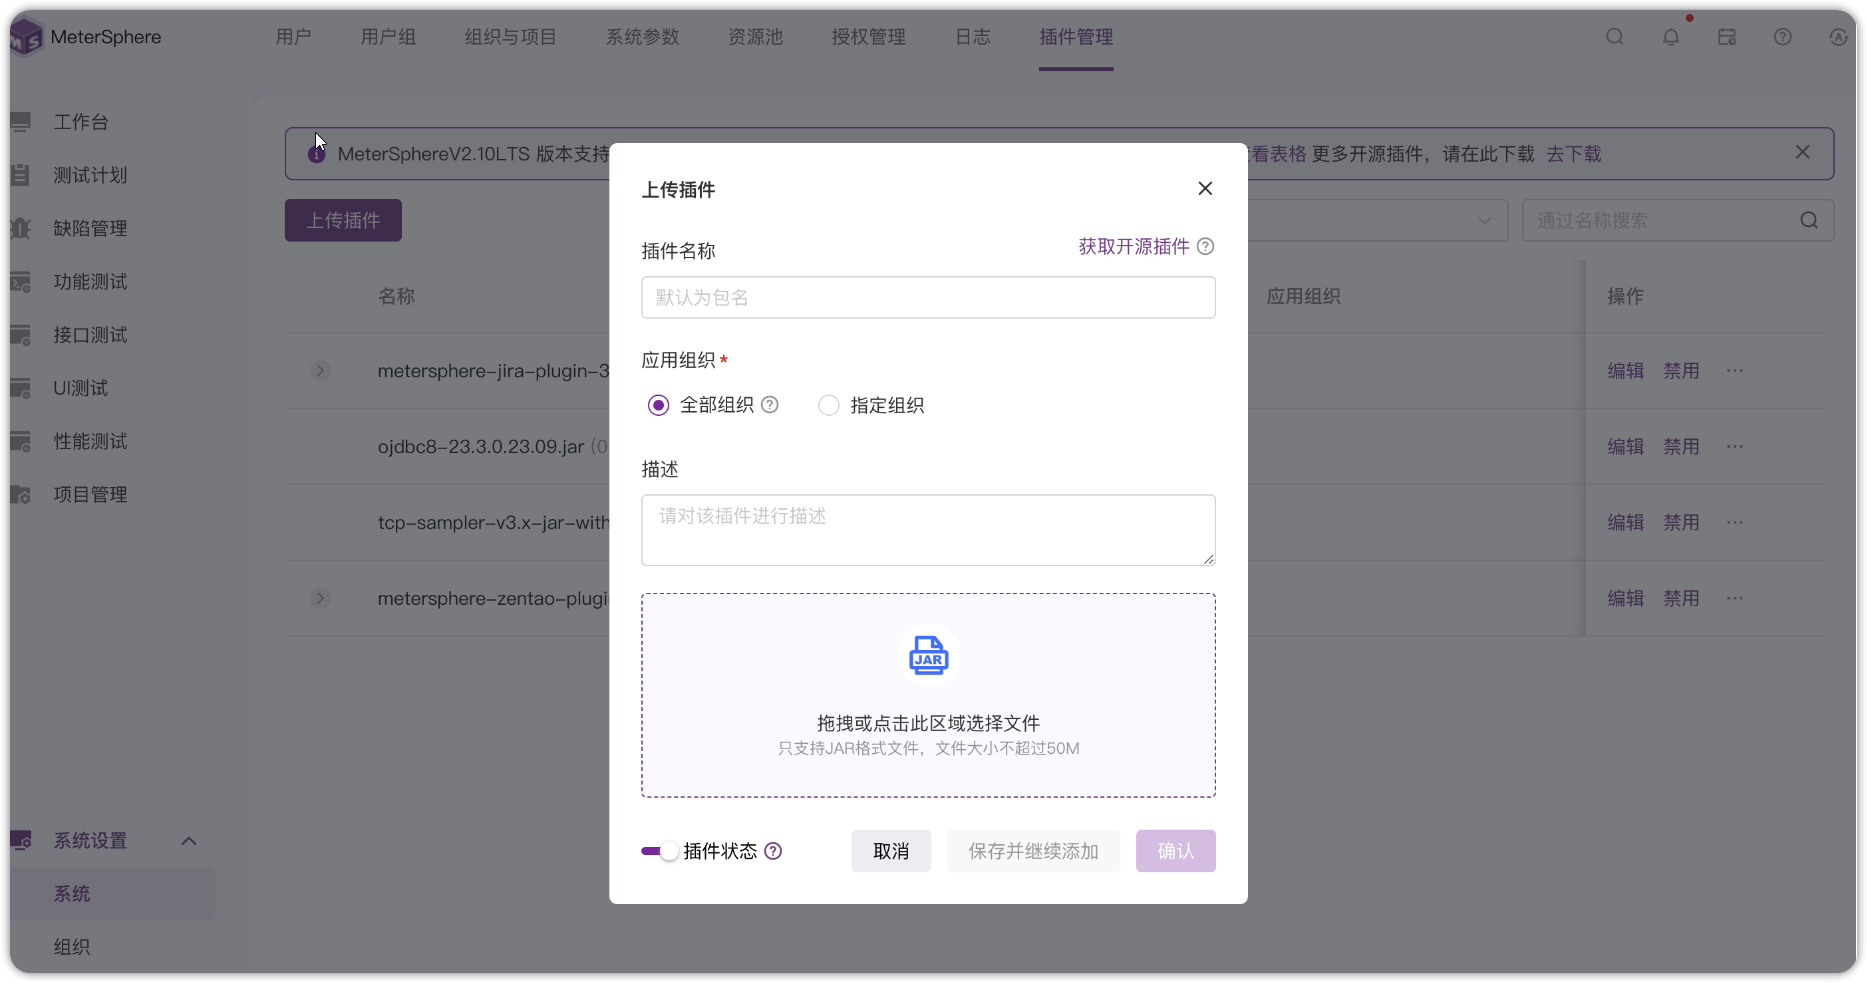 MeterSphere
用户
用户组
组织与项目
系统参数
资源池
授权管理
日志
插件管理
工作台
测试计划
缺陷管理
功能测试
接口测试
UI测试
性能测试
项目管理
系统设置
系统
组织
MeterSphereV2.10LTS 版本支持
看表格 更多开源插件，请在此下载 去下载
上传插件
通过名称搜索
名称
应用组织
操作
metersphere-jira-plugin-3
编辑 禁用 ···
ojdbc8-23.3.0.23.09.jar (0
编辑 禁用 ···
tcp-sampler-v3.x-jar-with
编辑 禁用 ···
metersphere-zentao-plugi
编辑 禁用 ···
上传插件
插件名称
获取开源插件
默认为包名
应用组织*
全部组织
指定组织
描述
请对该插件进行描述
JAR
拖拽或点击此区域选择文件
只支持JAR格式文件，文件大小不超过50M
插件状态
取消
保存并继续添加
确认